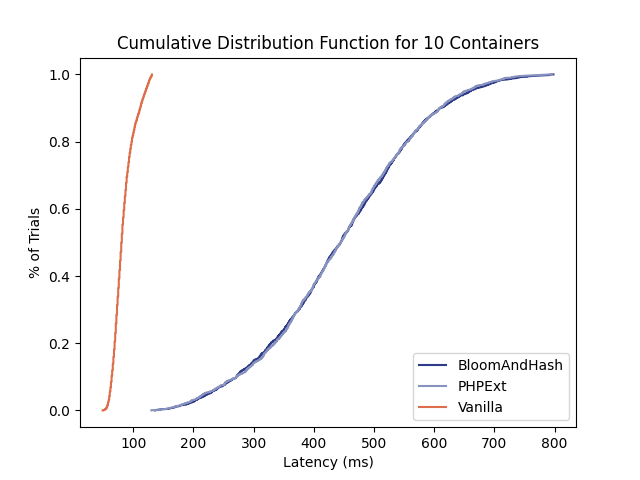 Cumulative Distribution Function for 10 Containers
% of Trials
1.0
0.8
0.6
0.4
0.2
0.0
BloomAndHash
PHPExt
Vanilla
100 200 300 400 500 600 700 800
Latency (ms)